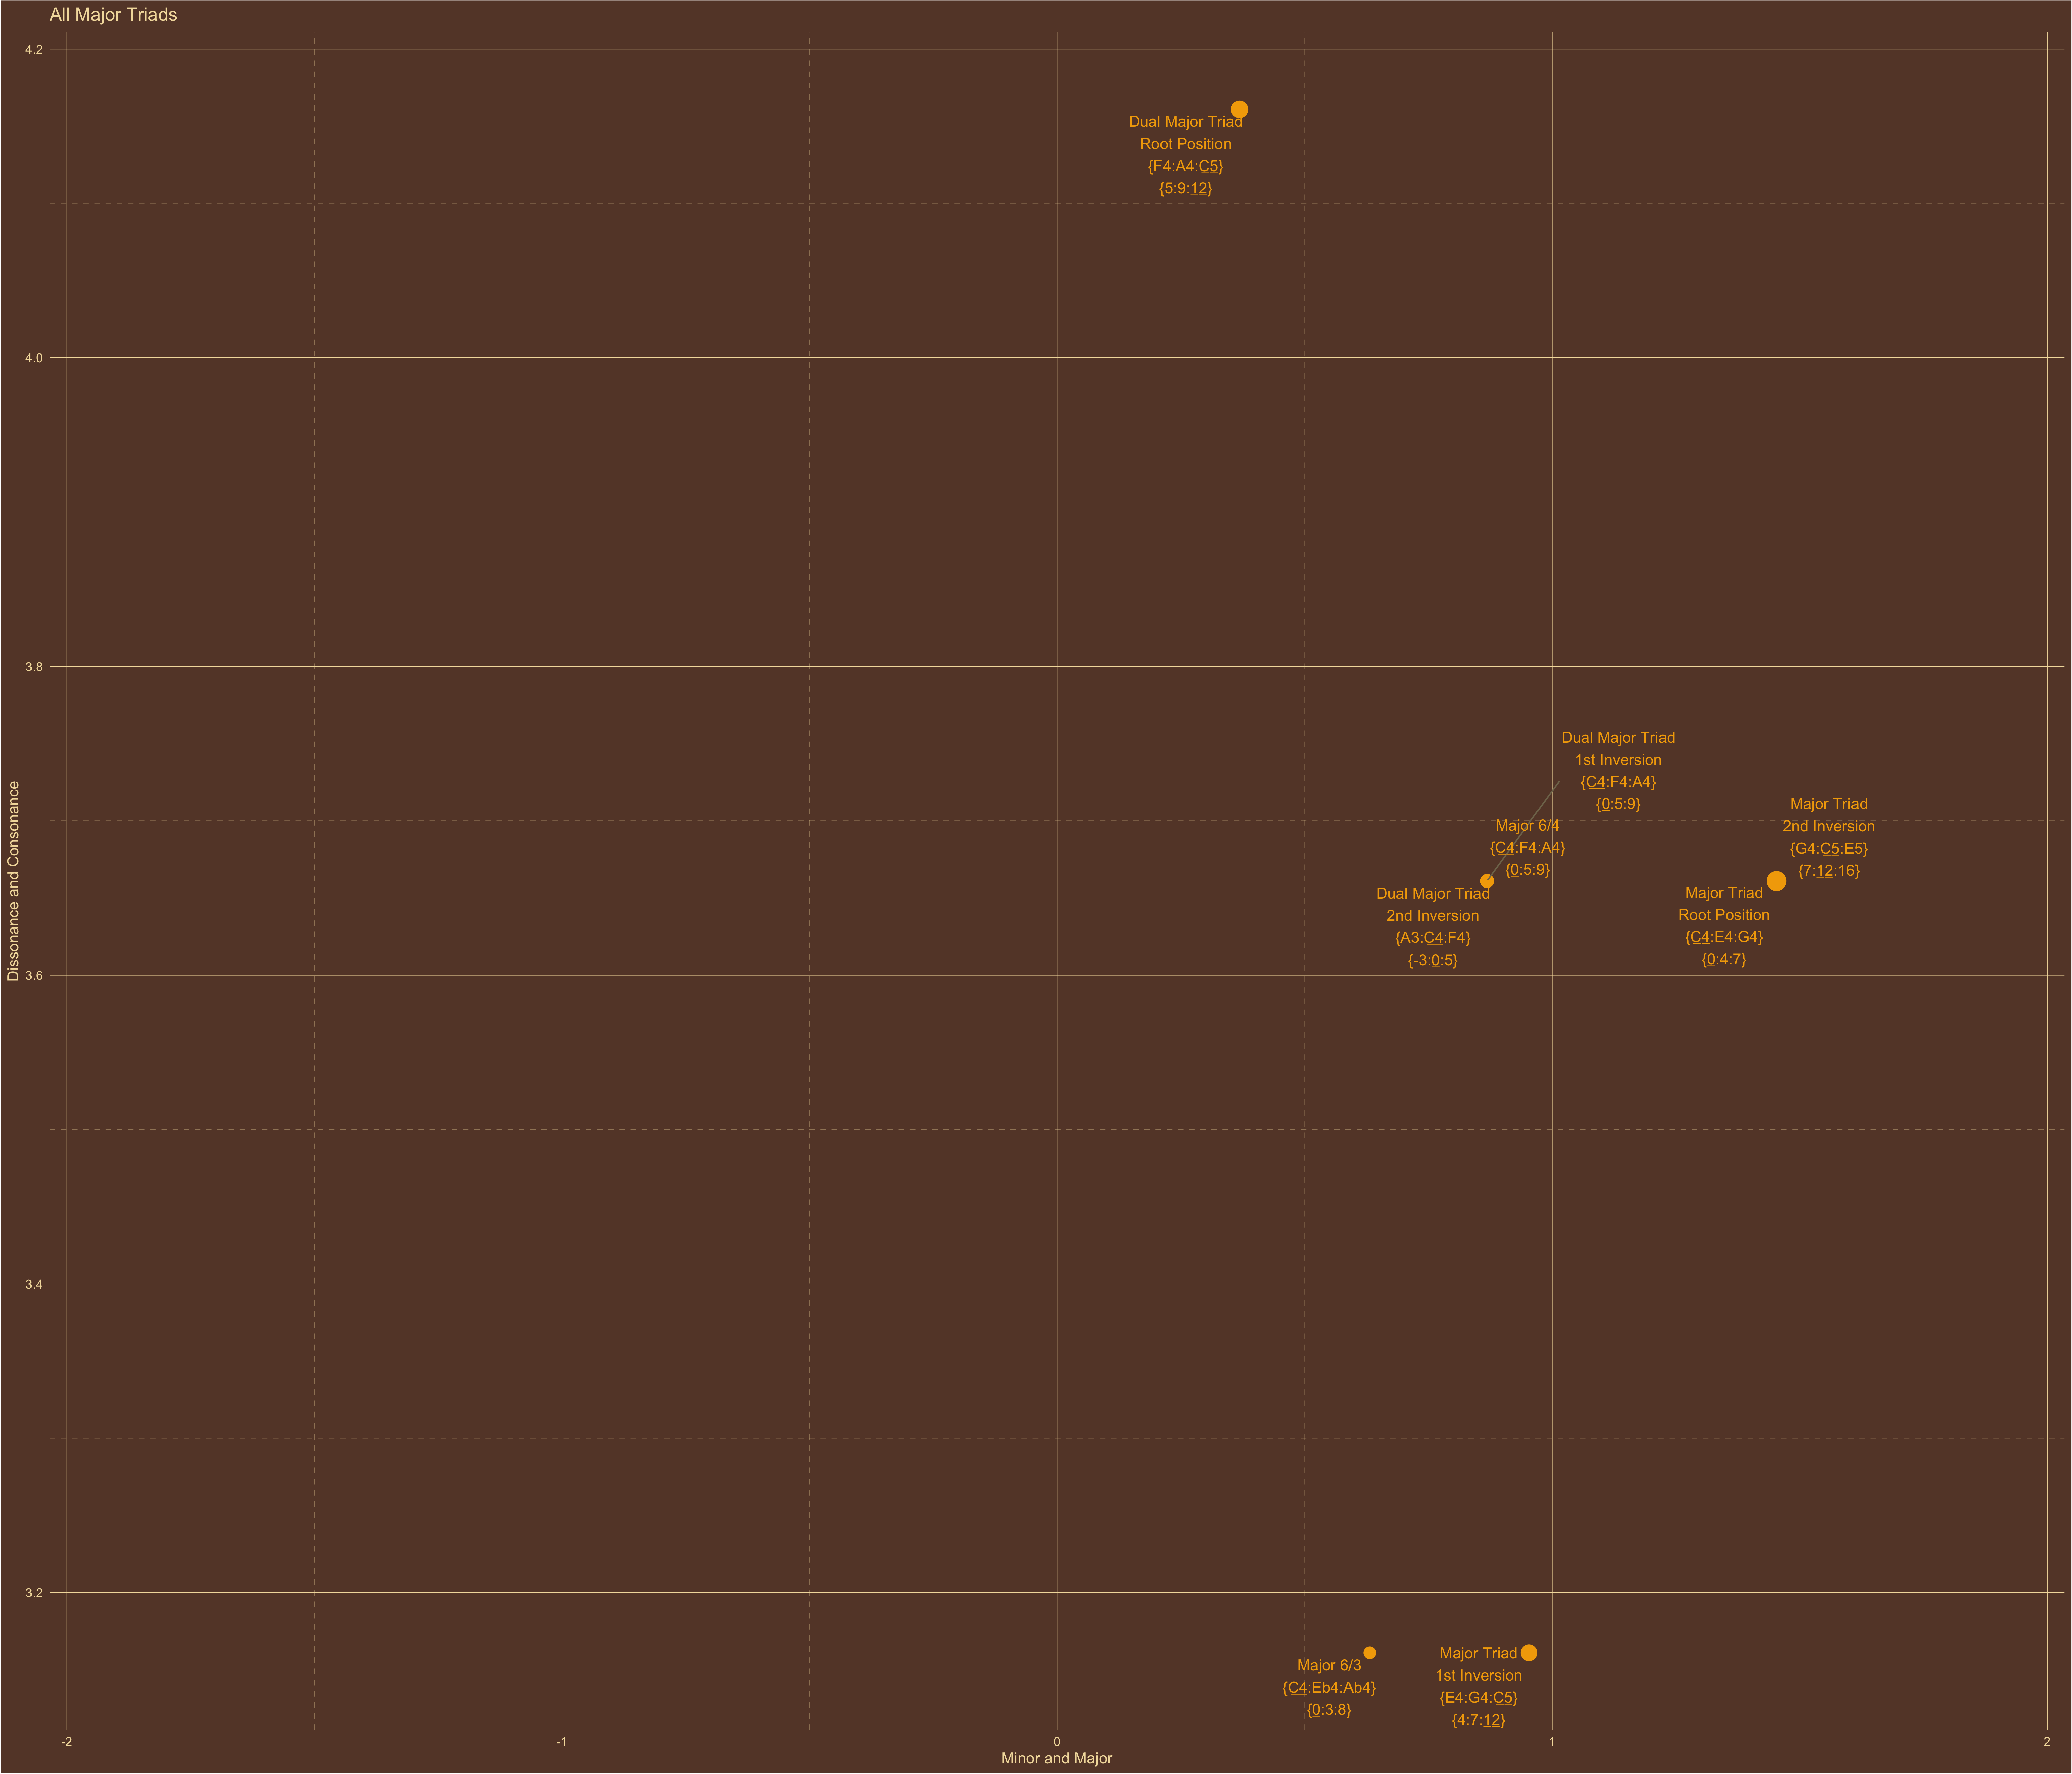 All Major Triads
4.2
4.0
3.8
3.6
3.4
3.2
Dissonance and Consonance
Dual Major Triad
Root Position
{F4:A4:C5}
{5:9:12}
Dual Major Triad
1st Inversion
{C4:F4:A4}
{0:5:9}
Major 6/4
{C4:F4:A4}
{0:5:9}
Major Triad
2nd Inversion
{G4:C5:E5}
{7:12:16}
Dual Major Triad
2nd Inversion
{A3:C4:F4}
{-3:0:5}
Major Triad
Root Position
{C4:E4:G4}
{0:4:7}
Major 6/3
{C4:Eb4:Ab4}
{0:3:8}
Major Triad
1st Inversion
{E4:G4:C5}
{4:7:12}
-2
-1
0
1
2
Minor and Major